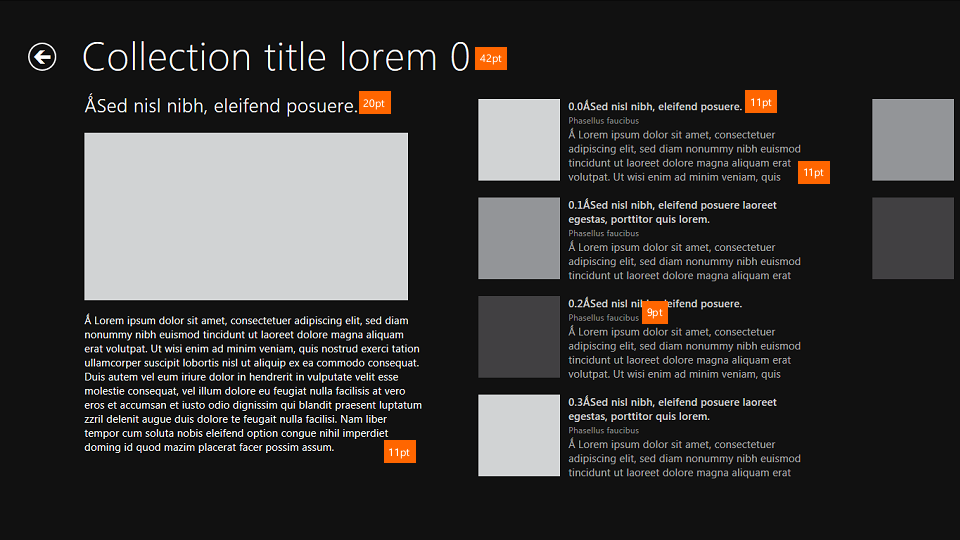 Collection title lorem 0
42pt
ǺSed nisl nibh, eleifend posuere.
20pt
Ǻ Lorem ipsum dolor sit amet, consectetuer adipiscing elit, sed diam
nonummy nibh euismod tincidunt ut laoreet dolore magna aliquam
erat volutpat. Ut wisi enim ad minim veniam, quis nostrud exerci tation
ullamcorper suscipit lobortis nisl ut aliquip ex ea commodo consequat.
Duis autem vel eum iriure dolor in hendrerit in vulputate velit esse
molestie consequat, vel illum dolore eu feugiat nulla facilisis at vero
eros et accumsan et iusto odio dignissim qui blandit praesent luptatum
zzril delenit augue duis dolore te feugait nulla facilisi. Nam liber
tempor cum soluta nobis eleifend option congue nihil imperdiet
doming id quod mazim placerat facer possim assum.
11pt
0.0ǺSed nisl nibh, eleifend posuere.
11pt
Phasellus faucibus
Ǻ Lorem ipsum dolor sit amet, consectetuer
adipiscing elit, sed diam nonummy nibh euismod
tincidunt ut laoreet dolore magna aliquam erat
volutpat. Ut wisi enim ad minim veniam, quis
11pt
0.1ǺSed nisl nibh, eleifend posuere laoreet
egestas, porttitor quis lorem.
Phasellus faucibus
Ǻ Lorem ipsum dolor sit amet, consectetuer
adipiscing elit, sed diam nonummy nibh euismod
tincidunt ut laoreet dolore magna aliquam erat
0.2ǺSed nisl nibh, eleifend posuere.
Phasellus faucibus
9pt
Ǻ Lorem ipsum dolor sit amet, consectetuer
adipiscing elit, sed diam nonummy nibh euismod
tincidunt ut laoreet dolore magna aliquam erat
volutpat. Ut wisi enim ad minim veniam, quis
0.3ǺSed nisl nibh, eleifend posuere laoreet
egestas, porttitor quis lorem.
Phasellus faucibus
Ǻ Lorem ipsum dolor sit amet, consectetuer
adipiscing elit, sed diam nonummy nibh euismod
tincidunt ut laoreet dolore magna aliquam erat